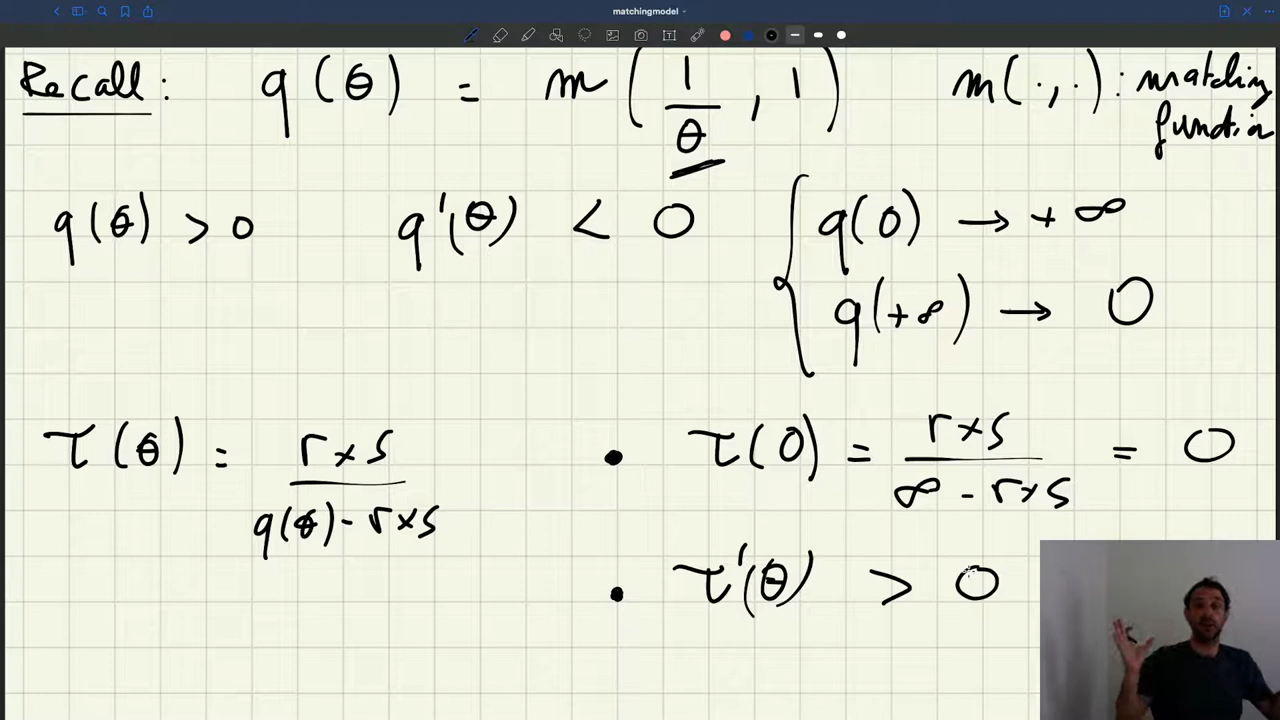 matchingmodel
Recall: q(θ) = m(1/θ, 1) m(·,·): matching
function
q(θ) > 0 q'(θ) < 0 { q(0) → +∞
q(+∞) → 0
τ(θ) = r×s / q(θ) - r×s • τ(0) = r×s / ∞ - r×s = 0
• τ'(θ) > 0